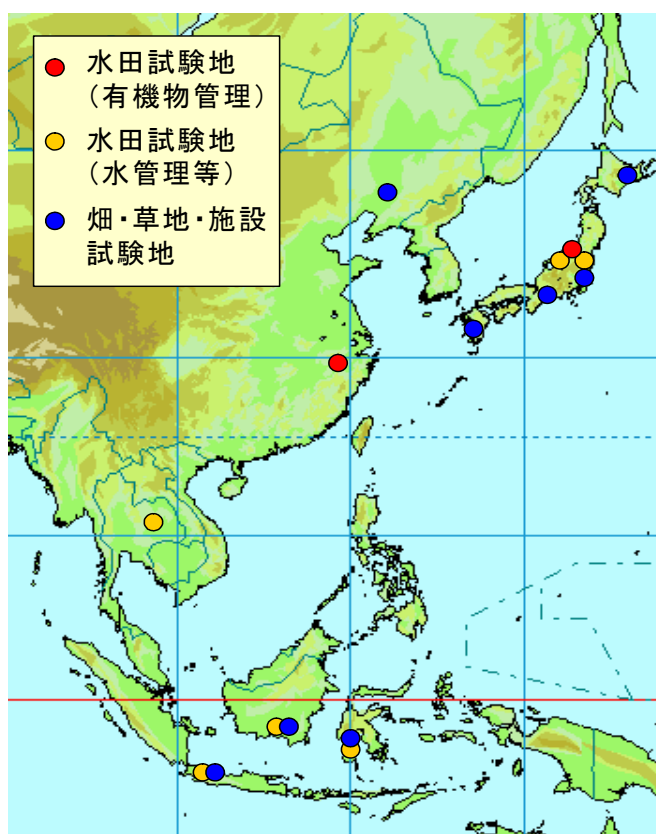 水田試験地
（有機物管理）
水田試験地
（水管理等）
畑・草地・施設
試験地